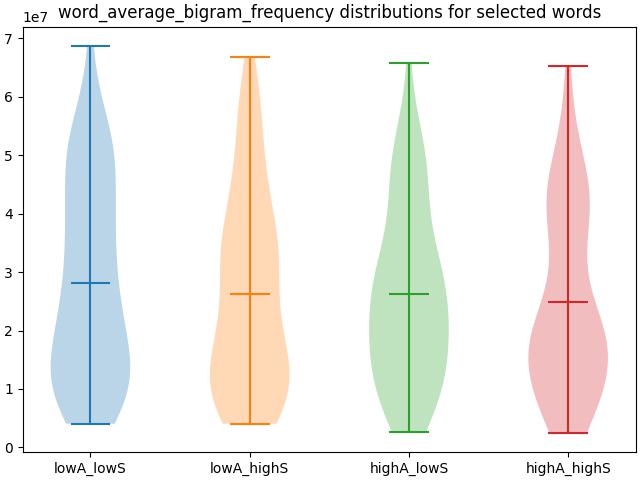 word_average_bigram_frequency distributions for selected words
1e7
7
6
5
4
3
2
1
0
lowA_lowS lowA_highS highA_lowS highA_highS